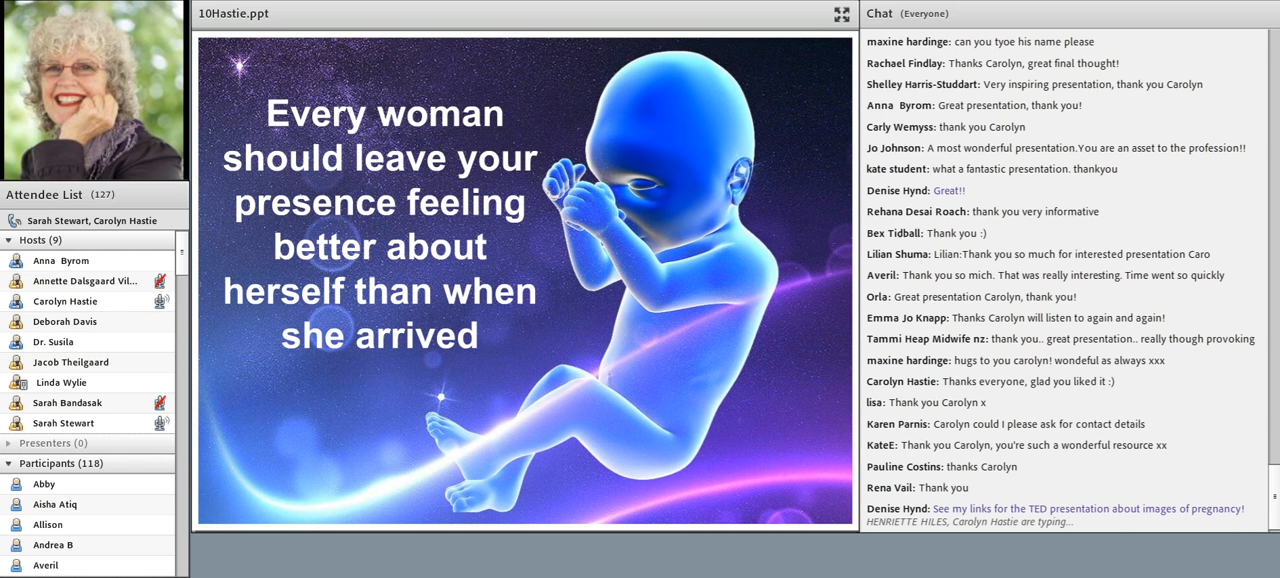 10Hastie.ppt
Every woman
should leave your
presence feeling
better about
herself than when
she arrived
Attendee List (127)
Sarah Stewart, Carolyn Hastie
Hosts (9)
Anna Byrom
Annette Dalsgaard Vil...
Carolyn Hastie
Deborah Davis
Dr. Susila
Jacob Theilgaard
Linda Wylie
Sarah Bandasak
Sarah Stewart
Presenters (0)
Participants (118)
Abby
Aisha Atiq
Allison
Andrea B
Averil
Chat (Everyone)
maxine hardinge: can you tyoe his name please
Rachael Findlay: Thanks Carolyn, great final thought!
Shelley Harris-Studdart: Very inspiring presentation, thank you Carolyn
Anna Byrom: Great presentation, thank you!
Carly Wemyss: thank you Carolyn
Jo Johnson: A most wonderful presentation.You are an asset to the profession!!
kate student: what a fantastic presentation. thankyou
Denise Hynd: Great!!
Rehana Desai Roach: thank you very informative
Bex Tidball: Thank you :)
Lilian Shuma: Lilian:Thank you so much for interested presentation Caro
Averil: Thank you so mich. That was really interesting. Time went so quickly
Orla: Great presentation Carolyn, thank you!
Emma Jo Knapp: Thanks Carolyn will listen to again and again!
Tammi Heap Midwife nz: thank you.. great presentation.. really though provoking
maxine hardinge: hugs to you carolyn! wondeful as always xxx
Carolyn Hastie: Thanks everyone, glad you liked it :)
lisa: Thank you Carolyn x
Karen Parnis: Carolyn could I please ask for contact details
KateE: Thank you Carolyn, you're such a wonderful resource xx
Pauline Costins: thanks Carolyn
Rena Vail: Thank you
Denise Hynd: See my links for the TED presentation about images of pregnancy!
HENRIETTE HILES, Carolyn Hastie are typing...